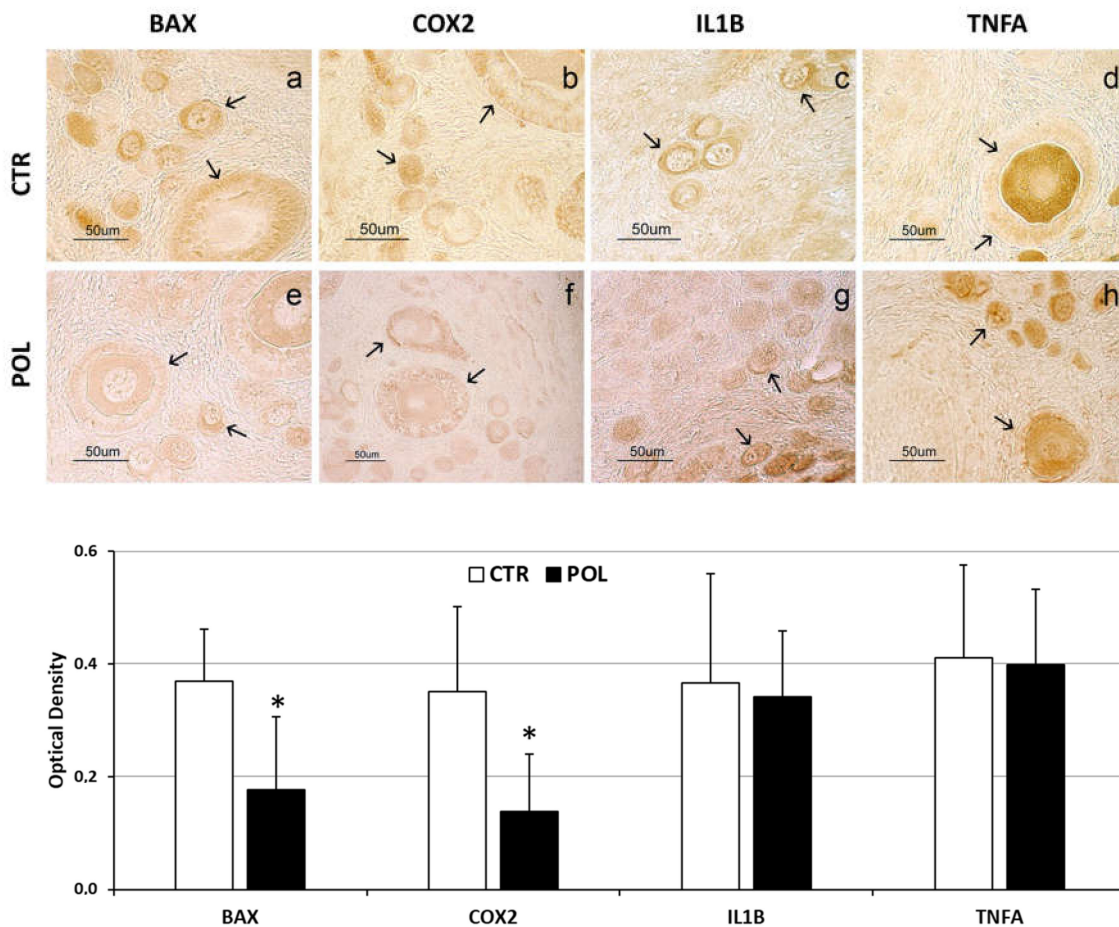 BAX COX2 IL1B TNFA
CTR
a b c d
50um 50um 50um 50um
POL
e f g h
50um 50um 50um 50um
0.6
CTR POL
0.4
Optical Density
* *
0.2
0.0
BAX COX2 IL1B TNFA